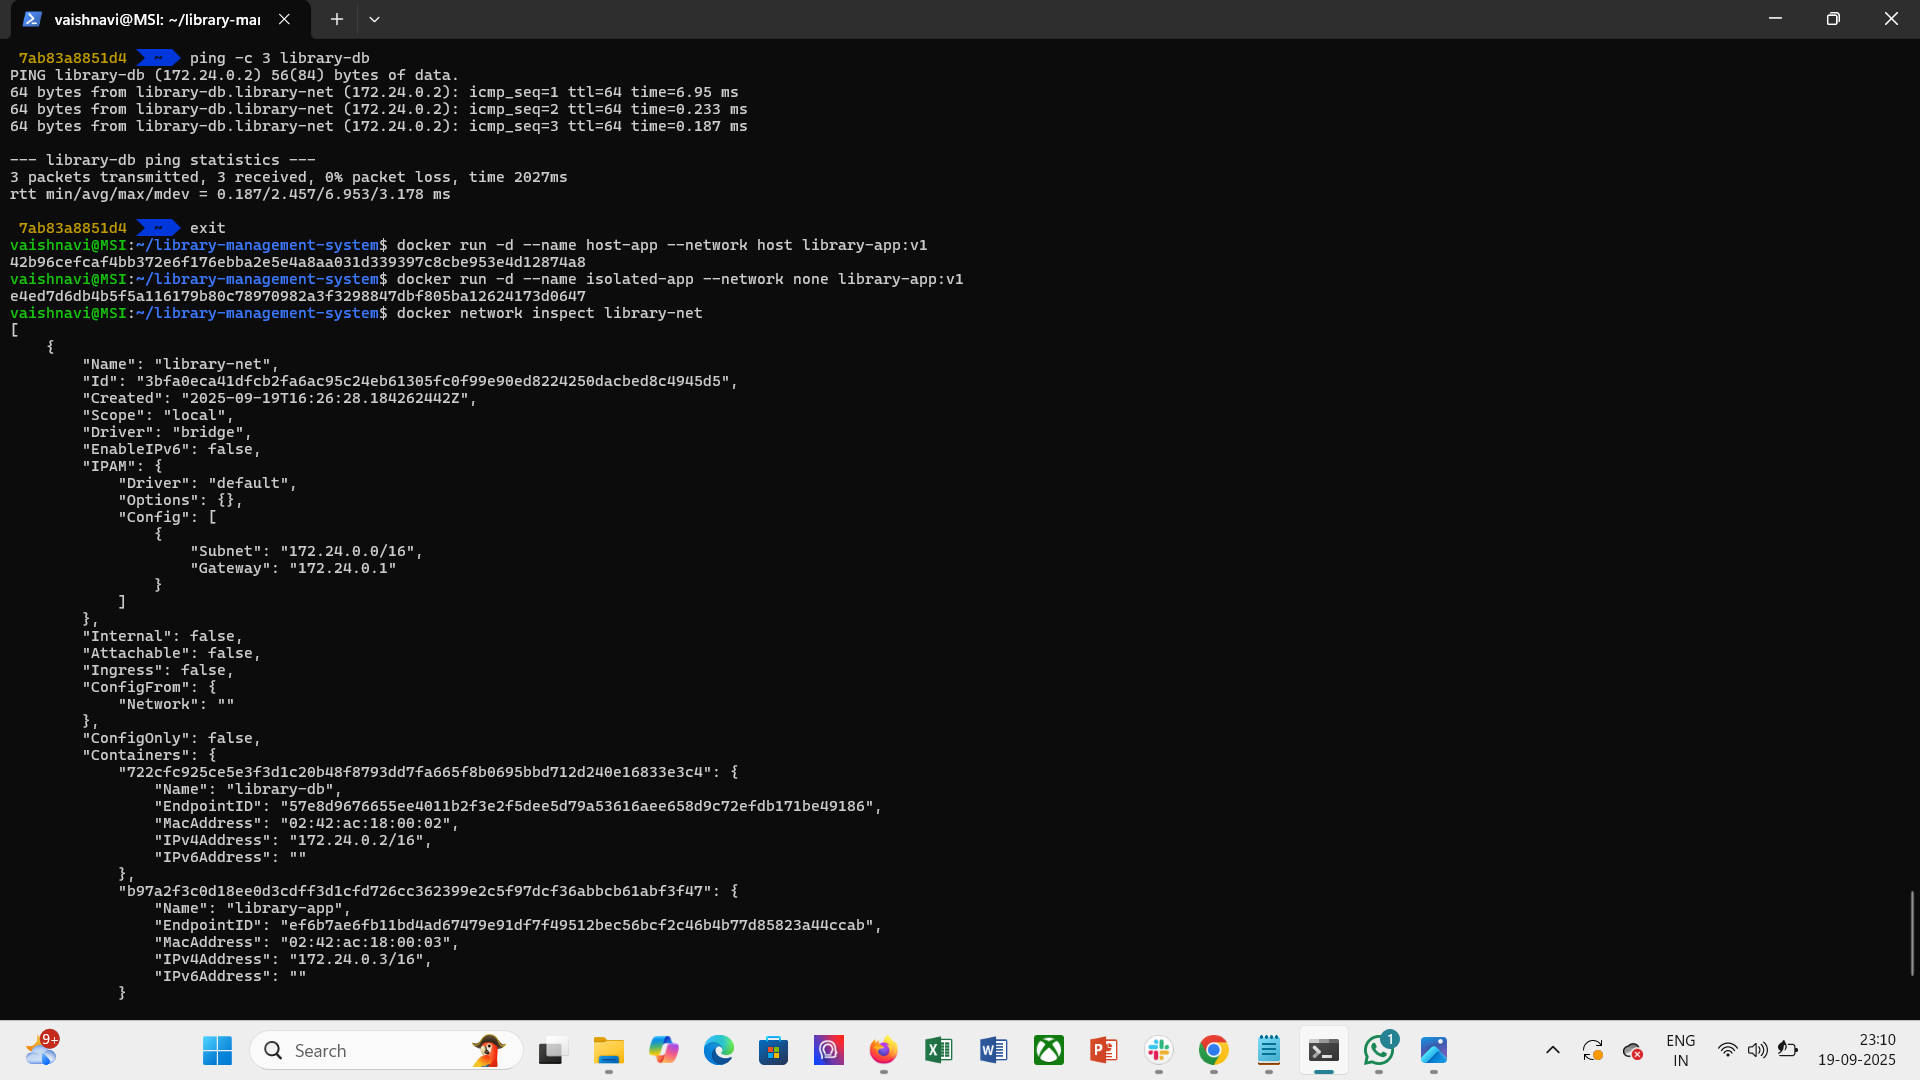 vaishnavi@MSI: ~/library-mai
7ab83a8851d4 ~ ping -c 3 library-db
PING library-db (172.24.0.2) 56(84) bytes of data.
64 bytes from library-db.library-net (172.24.0.2): icmp_seq=1 ttl=64 time=6.95 ms
64 bytes from library-db.library-net (172.24.0.2): icmp_seq=2 ttl=64 time=0.233 ms
64 bytes from library-db.library-net (172.24.0.2): icmp_seq=3 ttl=64 time=0.187 ms
--- library-db ping statistics ---
3 packets transmitted, 3 received, 0% packet loss, time 2027ms
rtt min/avg/max/mdev = 0.187/2.457/6.953/3.178 ms
7ab83a8851d4 ~ exit
vaishnavi@MSI:~/library-management-system$ docker run -d --name host-app --network host library-app:v1
42b96cefcaf4bb372e6f176ebba2e5e4a8aa031d339397c8cbe953e4d12874a8
vaishnavi@MSI:~/library-management-system$ docker run -d --name isolated-app --network none library-app:v1
e4ed7d6db4b5f5a116179b80c78970982a3f3298847dbf805ba12624173d0647
vaishnavi@MSI:~/library-management-system$ docker network inspect library-net
[
    {
        "Name": "library-net",
        "Id": "3bfa0eca41dfcb2fa6ac95c24eb61305fc0f99e90ed8224250dacbed8c4945d5",
        "Created": "2025-09-19T16:26:28.184262442Z",
        "Scope": "local",
        "Driver": "bridge",
        "EnableIPv6": false,
        "IPAM": {
            "Driver": "default",
            "Options": {},
            "Config": [
                {
                    "Subnet": "172.24.0.0/16",
                    "Gateway": "172.24.0.1"
                }
            ]
        },
        "Internal": false,
        "Attachable": false,
        "Ingress": false,
        "ConfigFrom": {
            "Network": ""
        },
        "ConfigOnly": false,
        "Containers": {
            "722cfc925ce5e3f3d1c20b48f8793dd7fa665f8b0695bbd712d240e16833e3c4": {
                "Name": "library-db",
                "EndpointID": "57e8d9676655ee4011b2f3e2f5dee5d79a53616aee658d9c72efdb171be49186",
                "MacAddress": "02:42:ac:18:00:02",
                "IPv4Address": "172.24.0.2/16",
                "IPv6Address": ""
            },
            "b97a2f3c0d18ee0d3cdff3d1cfd726cc362399e2c5f97dcf36abbcb61abf3f47": {
                "Name": "library-app",
                "EndpointID": "ef6b7ae6fb11bd4ad67479e91df7f49512bec56bcf2c46b4b77d85823a44ccab",
                "MacAddress": "02:42:ac:18:00:03",
                "IPv4Address": "172.24.0.3/16",
                "IPv6Address": ""
            }
9+
Search
1
ENG
IN
23:10
19-09-2025